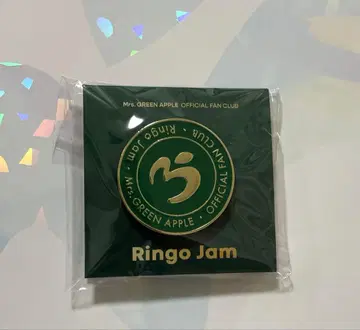 Mrs. GREEN APPLE OFFICIAL FAN CLUB
Ringo Jam • Mrs. GREEN APPLE • OFFICIAL FAN CLUB •
Ringo Jam